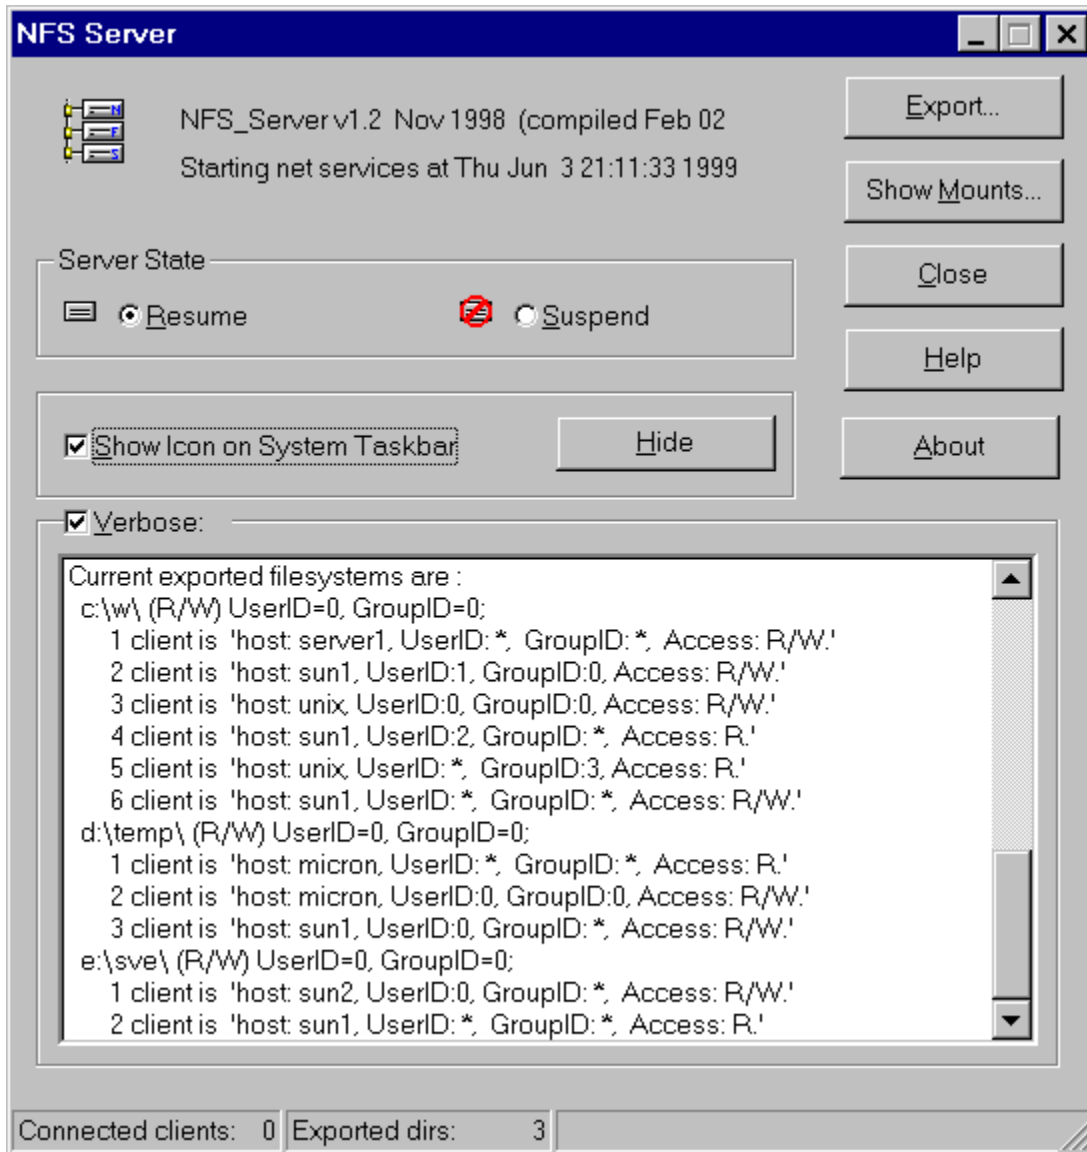 NFS Server
N
F
S
NFS_Server v1.2 Nov 1998 (compiled Feb 02
Starting net services at Thu Jun 3 21:11:33 1999
Export...
Show Mounts...
Close
Help
About
Server State
Resume
Suspend
Show Icon on System Taskbar
Hide
Verbose:
Current exported filesystems are :
c:\w\ (R/W) UserID=0, GroupID=0;
1 client is 'host: server1, UserID: *, GroupID: *, Access: R/W.'
2 client is 'host: sun1, UserID:1, GroupID:0, Access: R/W.'
3 client is 'host: unix, UserID:0, GroupID:0, Access: R/W.'
4 client is 'host: sun1, UserID:2, GroupID: *, Access: R.'
5 client is 'host: unix, UserID: *, GroupID:3, Access: R.'
6 client is 'host: sun1, UserID: *, GroupID: *, Access: R/W.'
d:\temp\ (R/W) UserID=0, GroupID=0;
1 client is 'host: micron, UserID: *, GroupID: *, Access: R.'
2 client is 'host: micron, UserID:0, GroupID:0, Access: R/W.'
3 client is 'host: sun1, UserID:0, GroupID: *, Access: R/W.'
e:\sve\ (R/W) UserID=0, GroupID=0;
1 client is 'host: sun2, UserID:0, GroupID: *, Access: R/W.'
2 client is 'host: sun1, UserID: *, GroupID: *, Access: R.'
Connected clients: 0 Exported dirs: 3